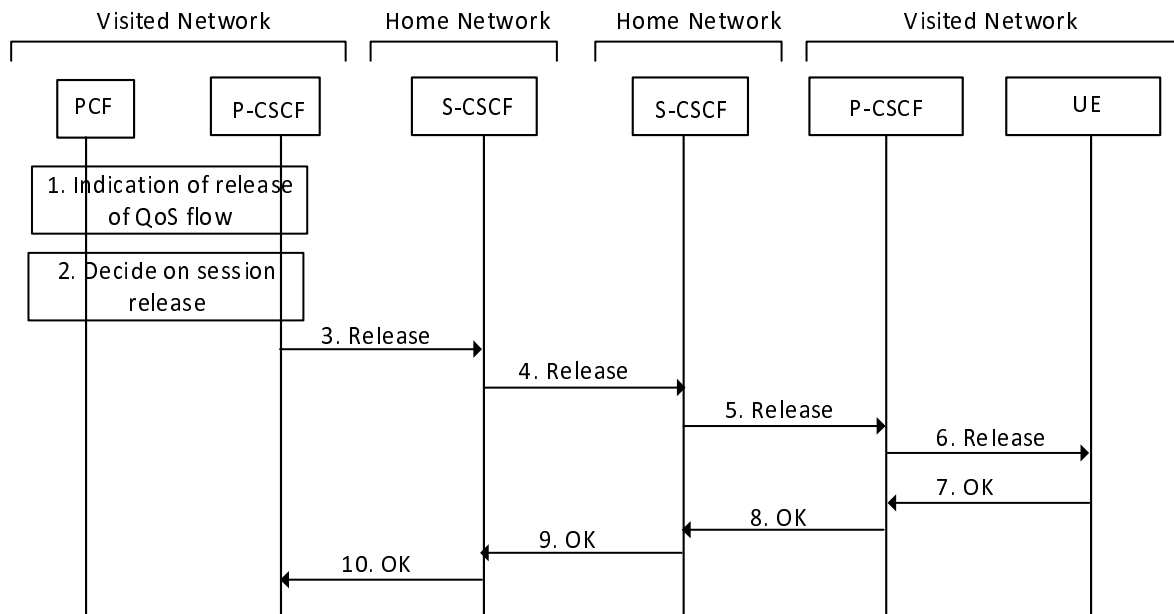 Visited Network
Home Network
Home Network
Visited Network
PCF
P-CSCF
S-CSCF
S-CSCF
P-CSCF
UE
1. Indication of release
of QoS flow
2. Decide on session
release
3. Release
4. Release
5. Release
6. Release
7. OK
8. OK
9. OK
10. OK